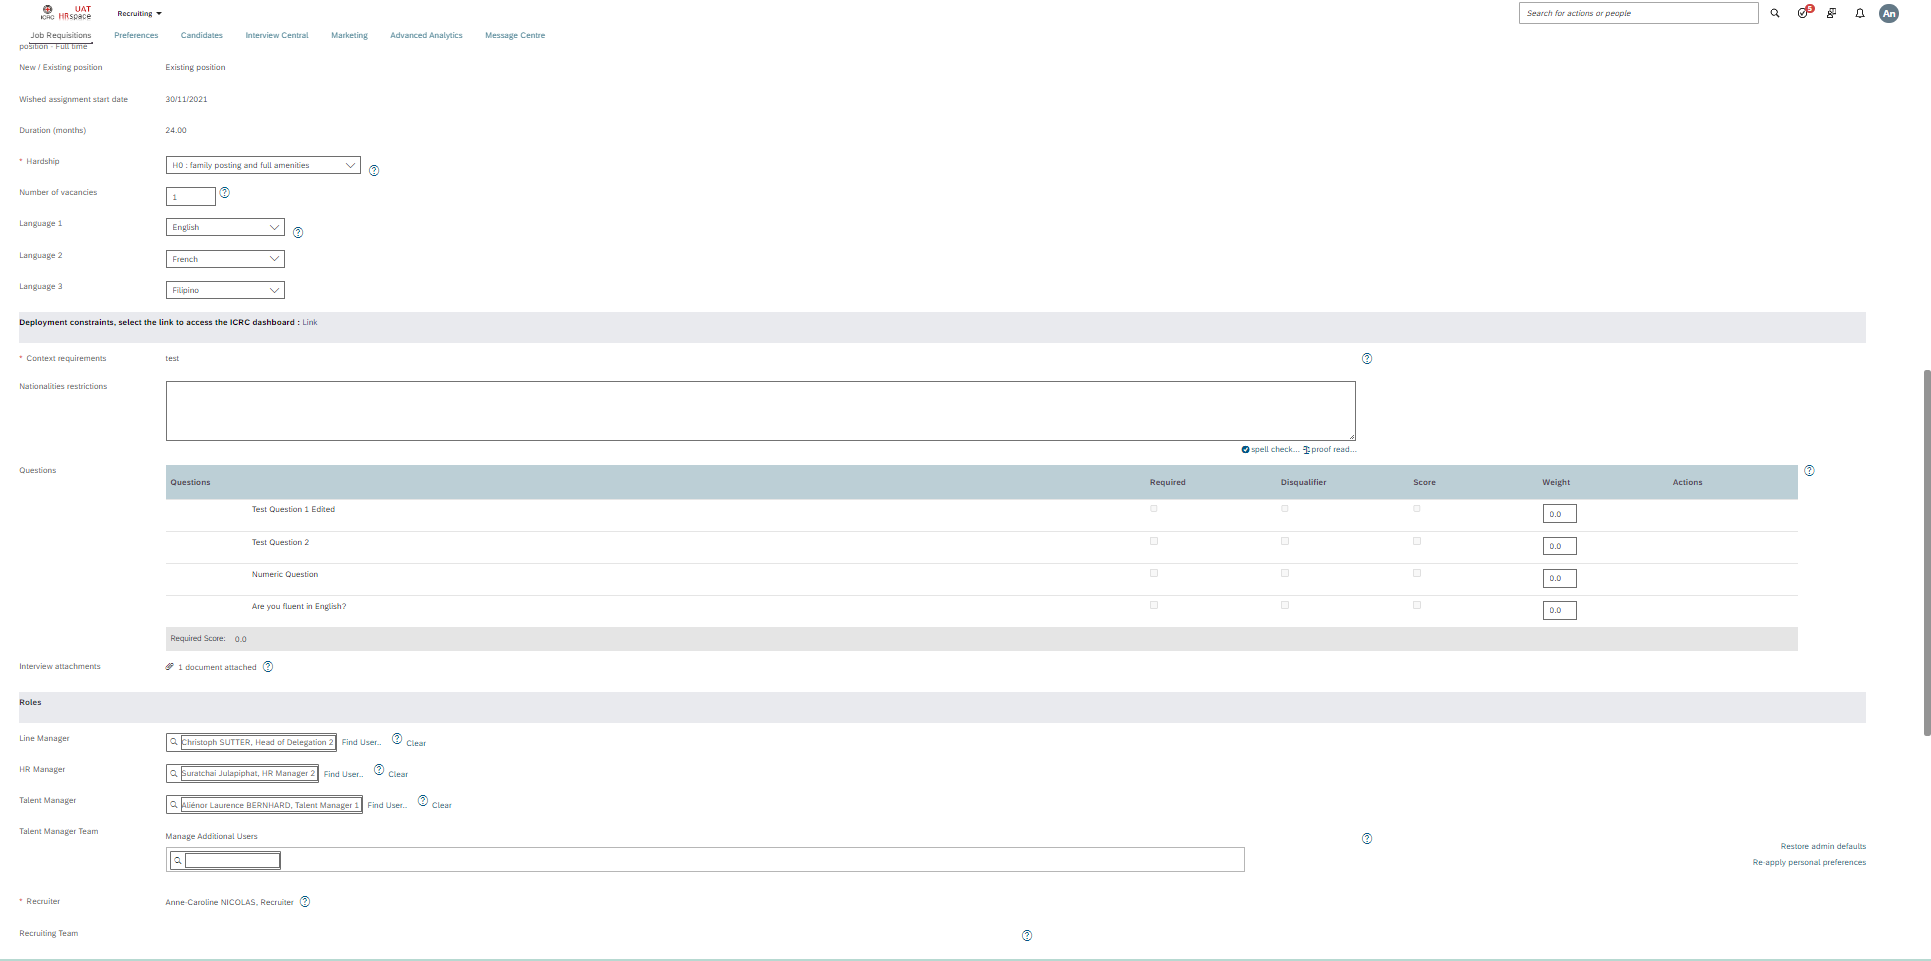 ICRC UAT HRspace Recruiting Search for actions or people 5 An
Job Requisitions Preferences Candidates Interview Central Marketing Advanced Analytics Message Centre
position - Full time
New / Existing position Existing position
Wished assignment start date 30/11/2021
Duration (months) 24.00
* Hardship H0 : family posting and full amenities
Number of vacancies 1
Language 1 English
Language 2 French
Language 3 Filipino
Deployment constraints, select the link to access the ICRC dashboard : Link
* Context requirements test
Nationalities restrictions
spell check... proof read...
Questions Questions Required Disqualifier Score Weight Actions
Test Question 1 Edited 0.0
Test Question 2 0.0
Numeric Question 0.0
Are you fluent in English? 0.0
Required Score: 0.0
Interview attachments 1 document attached
Roles
Line Manager Christoph SUTTER, Head of Delegation 2 Find User.. Clear
HR Manager Suratchai Julapiphat, HR Manager 2 Find User.. Clear
Talent Manager Aliénor Laurence BERNHARD, Talent Manager 1 Find User.. Clear
Talent Manager Team Manage Additional Users
Restore admin defaults
Re-apply personal preferences
* Recruiter Anne-Caroline NICOLAS, Recruiter
Recruiting Team